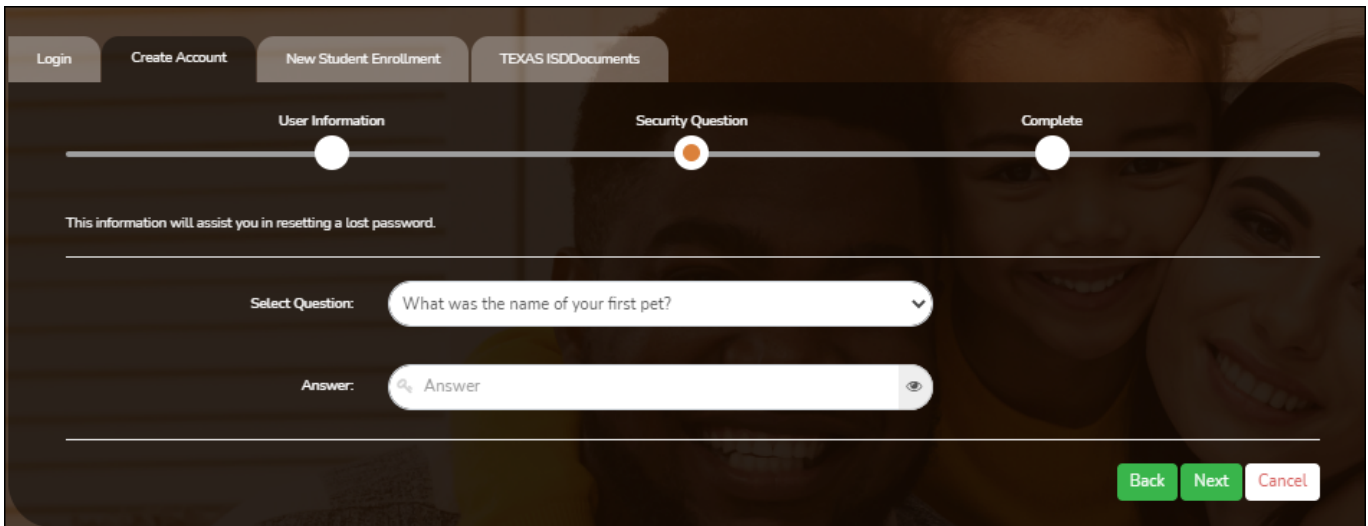 Login Create Account New Student Enrollment TEXAS ISDDocuments
User Information Security Question Complete
This information will assist you in resetting a lost password.
Select Question: What was the name of your first pet?
Answer: Answer
Back Next Cancel